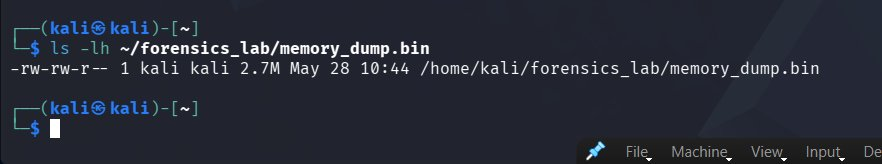 ┌──(kali㉿kali)-[~]
└─$ ls -lh ~/forensics_lab/memory_dump.bin
-rw-rw-r-- 1 kali kali 2.7M May 28 10:44 /home/kali/forensics_lab/memory_dump.bin
┌──(kali㉿kali)-[~]
└─$
File Machine View Input De